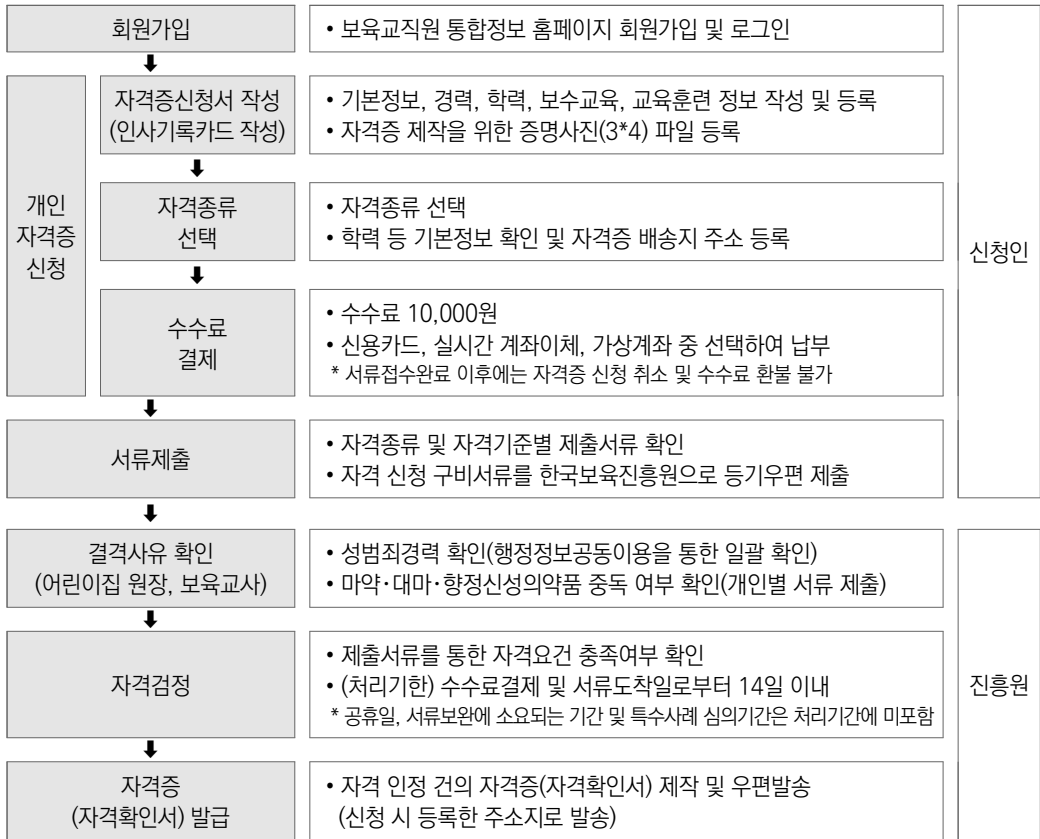 회원가입
• 보육교직원 통합정보 홈페이지 회원가입 및 로그인
개인
자격증
신청
자격증신청서 작성
(인사기록카드 작성)
• 기본정보, 경력, 학력, 보수교육, 교육훈련 정보 작성 및 등록
• 자격증 제작을 위한 증명사진(3*4) 파일 등록
자격종류
선택
• 자격종류 선택
• 학력 등 기본정보 확인 및 자격증 배송지 주소 등록
수수료
결제
• 수수료 10,000원
• 신용카드, 실시간 계좌이체, 가상계좌 중 선택하여 납부
* 서류접수완료 이후에는 자격증 신청 취소 및 수수료 환불 불가
서류제출
• 자격종류 및 자격기준별 제출서류 확인
• 자격 신청 구비서류를 한국보육진흥원으로 등기우편 제출
신청인
결격사유 확인
(어린이집 원장, 보육교사)
• 성범죄경력 확인(행정정보공동이용을 통한 일괄 확인)
• 마약·대마·향정신성의약품 중독 여부 확인(개인별 서류 제출)
자격검정
• 제출서류를 통한 자격요건 충족여부 확인
• (처리기한) 수수료결제 및 서류도착일로부터 14일 이내
* 공휴일, 서류보완에 소요되는 기간 및 특수사례 심의기간은 처리기간에 미포함
자격증
(자격확인서) 발급
• 자격 인정 건의 자격증(자격확인서) 제작 및 우편발송
(신청 시 등록한 주소지로 발송)
진흥원